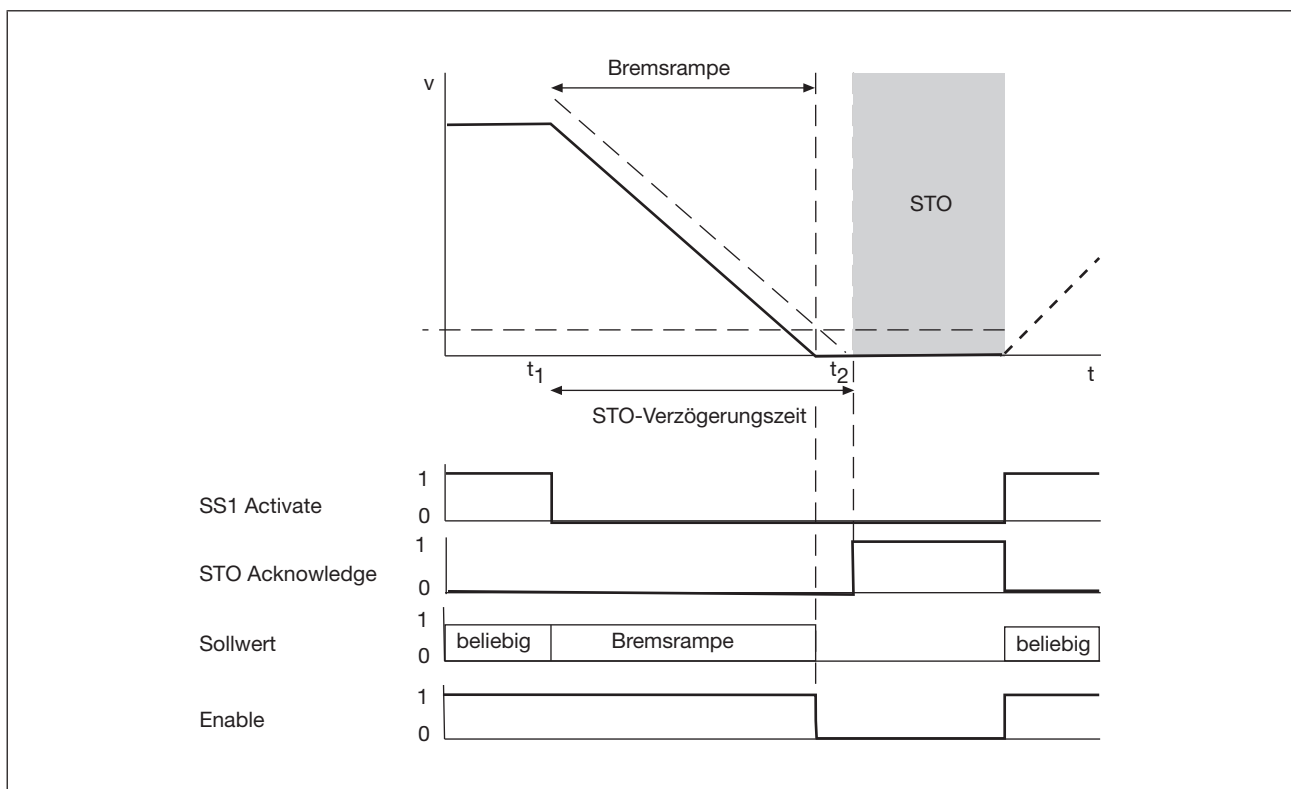 Bremsrampe
v
STO
t1 t2 t
STO-Verzögerungszeit
SS1 Activate 1 0
STO Acknowledge 1 0
Sollwert 1 0 beliebig Bremsrampe beliebig
Enable 1 0